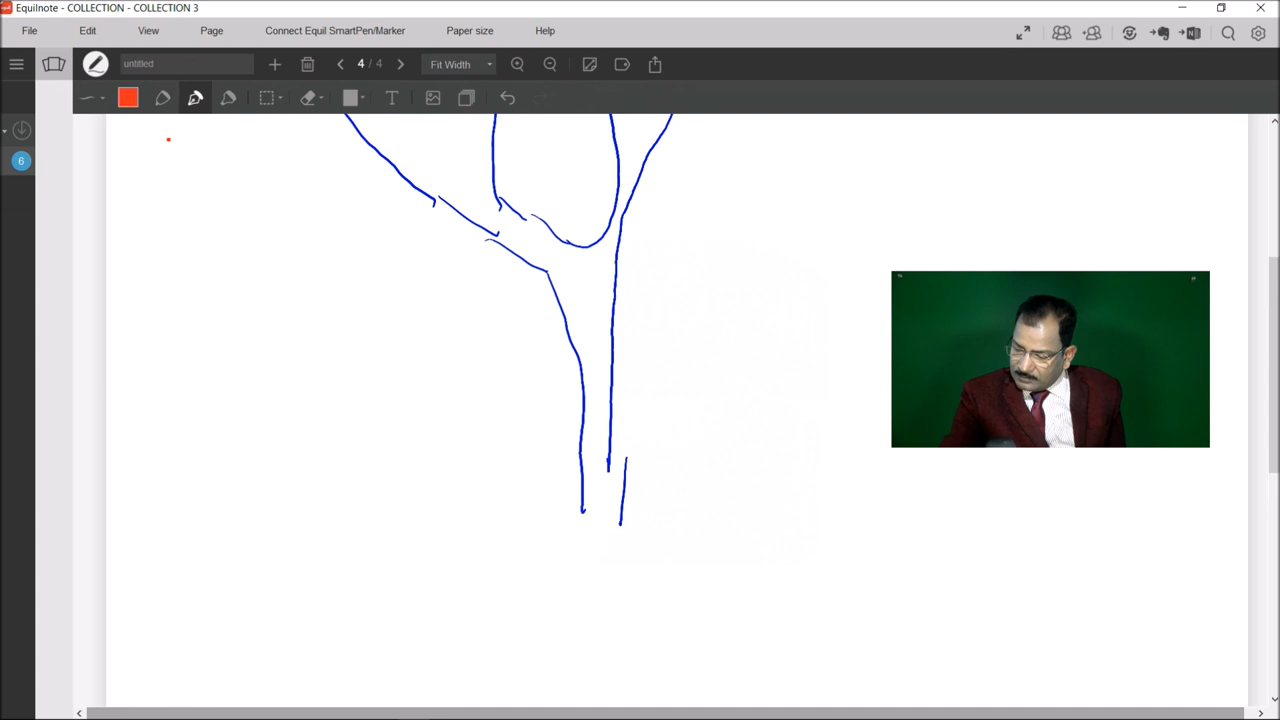 Equilnote - COLLECTION - COLLECTION 3
File Edit View Page Connect Equil SmartPen/Marker Paper size Help
untitled 4 / 4 Fit Width
T
6